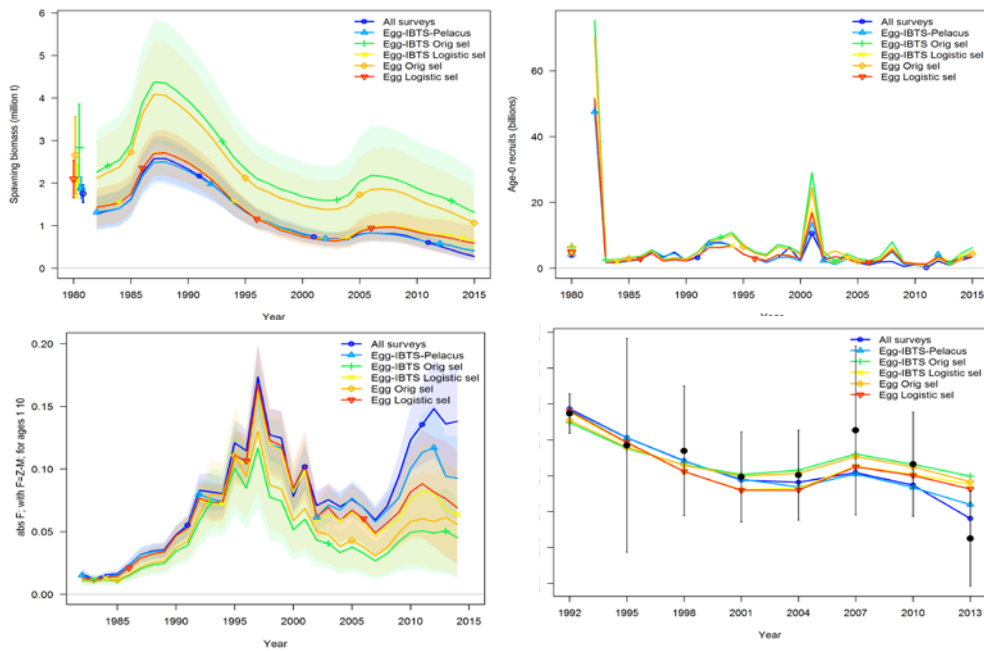 All surveys
Egg-IBTS-Pelacus
Egg-IBTS Orig sel
Egg-IBTS Logistic sel
Egg Orig sel
Egg Logistic sel
Spawning biomass (million t)
6
5
4
3
2
1
0
1980 1985 1990 1995 2000 2005 2010 2015
Year
All surveys
Egg-IBTS-Pelacus
Egg-IBTS Orig sel
Egg-IBTS Logistic sel
Egg Orig sel
Egg Logistic sel
Age-0 recruits (billions)
60
40
20
0
1980 1985 1990 1995 2000 2005 2010 2015
Year
All surveys
Egg-IBTS-Pelacus
Egg-IBTS Orig sel
Egg-IBTS Logistic sel
Egg Orig sel
Egg Logistic sel
abs F; with F=Z-M; for ages 1 10
0.20
0.15
0.10
0.05
0.00
1985 1990 1995 2000 2005 2010 2015
Year
All surveys
Egg-IBTS-Pelacus
Egg-IBTS Orig sel
Egg-IBTS Logistic sel
Egg Orig sel
Egg Logistic sel
1992 1995 1998 2001 2004 2007 2010 2013
Year